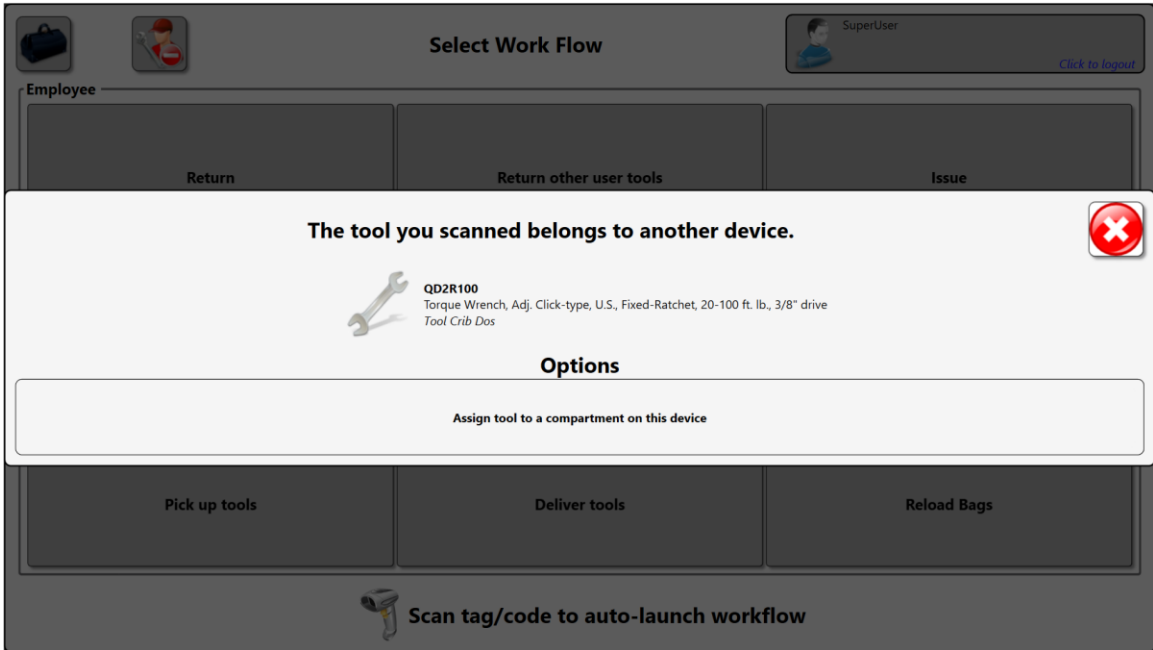 Select Work Flow
SuperUser
Click to logout
Employee
Return
Return other user tools
Issue
The tool you scanned belongs to another device.
QD2R100
Torque Wrench, Adj. Click-type, U.S., Fixed-Ratchet, 20-100 ft. lb., 3/8" drive
Tool Crib Dos
Options
Assign tool to a compartment on this device
Pick up tools
Deliver tools
Reload Bags
Scan tag/code to auto-launch workflow